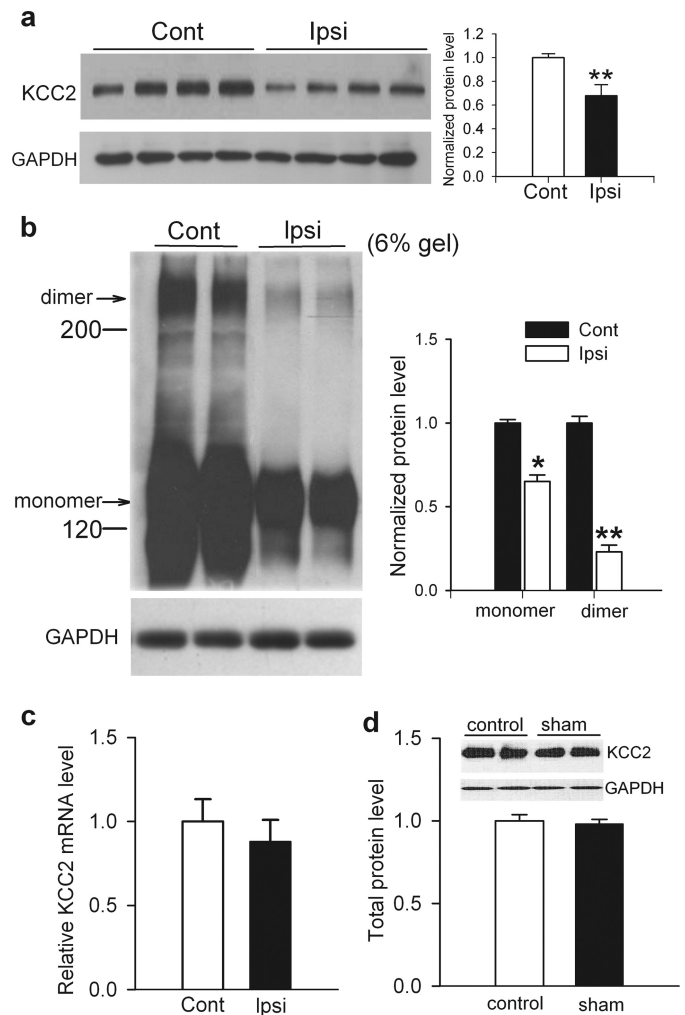 a
Cont Ipsi
KCC2
GAPDH
Normalized protein level
1.2
1.0
0.8
0.6
0.4
0.2
0.0
**
Cont Ipsi
b
Cont Ipsi
(6% gel)
dimer
200
monomer
120
GAPDH
Normalized protein level
1.5
1.0
0.5
0.0
Cont
Ipsi
*
**
monomer dimer
c
Relative KCC2 mRNA level
1.5
1.0
0.5
0.0
Cont Ipsi
d
control sham
KCC2
GAPDH
Total protein level
1.5
1.0
0.5
0.0
control sham